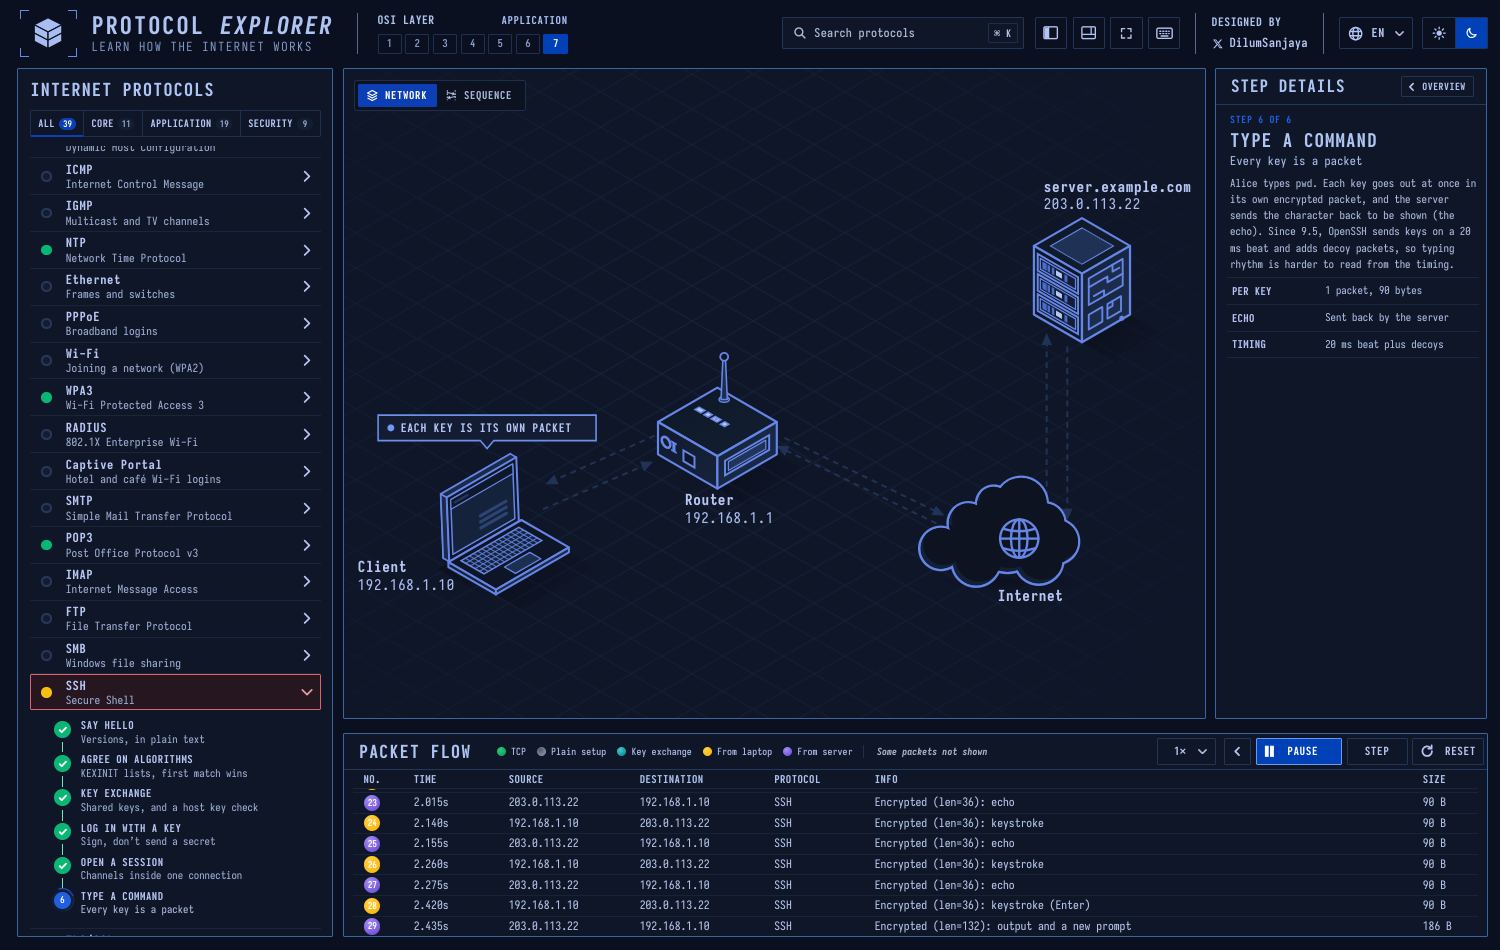 PROTOCOL EXPLORER
LEARN HOW THE INTERNET WORKS
OSI LAYER APPLICATION
1 2 3 4 5 6 7
Search protocols ⌘ K
DESIGNED BY
DilumSanjaya
EN
INTERNET PROTOCOLS
ALL 39 CORE 11 APPLICATION 19 SECURITY 9
Dynamic Host Configuration
ICMP
Internet Control Message
IGMP
Multicast and TV channels
NTP
Network Time Protocol
Ethernet
Frames and switches
PPPoE
Broadband logins
Wi-Fi
Joining a network (WPA2)
WPA3
Wi-Fi Protected Access 3
RADIUS
802.1X Enterprise Wi-Fi
Captive Portal
Hotel and café Wi-Fi logins
SMTP
Simple Mail Transfer Protocol
POP3
Post Office Protocol v3
IMAP
Internet Message Access
FTP
File Transfer Protocol
SMB
Windows file sharing
SSH
Secure Shell
SAY HELLO
Versions, in plain text
AGREE ON ALGORITHMS
KEXINIT lists, first match wins
KEY EXCHANGE
Shared keys, and a host key check
LOG IN WITH A KEY
Sign, don’t send a secret
OPEN A SESSION
Channels inside one connection
6 TYPE A COMMAND
Every key is a packet
NETWORK SEQUENCE
server.example.com
203.0.113.22
EACH KEY IS ITS OWN PACKET
Router
192.168.1.1
Client
192.168.1.10
Internet
STEP DETAILS OVERVIEW
STEP 6 OF 6
TYPE A COMMAND
Every key is a packet
Alice types pwd. Each key goes out at once in
its own encrypted packet, and the server
sends the character back to be shown (the
echo). Since 9.5, OpenSSH sends keys on a 20
ms beat and adds decoy packets, so typing
rhythm is harder to read from the timing.
PER KEY 1 packet, 90 bytes
ECHO Sent back by the server
TIMING 20 ms beat plus decoys
PACKET FLOW TCP Plain setup Key exchange From laptop From server Some packets not shown 1× PAUSE STEP RESET
NO. TIME SOURCE DESTINATION PROTOCOL INFO SIZE
23 2.015s 203.0.113.22 192.168.1.10 SSH Encrypted (len=36): echo 90 B
24 2.140s 192.168.1.10 203.0.113.22 SSH Encrypted (len=36): keystroke 90 B
25 2.155s 203.0.113.22 192.168.1.10 SSH Encrypted (len=36): echo 90 B
26 2.260s 192.168.1.10 203.0.113.22 SSH Encrypted (len=36): keystroke 90 B
27 2.275s 203.0.113.22 192.168.1.10 SSH Encrypted (len=36): echo 90 B
28 2.420s 192.168.1.10 203.0.113.22 SSH Encrypted (len=36): keystroke (Enter) 90 B
29 2.435s 203.0.113.22 192.168.1.10 SSH Encrypted (len=132): output and a new prompt 186 B